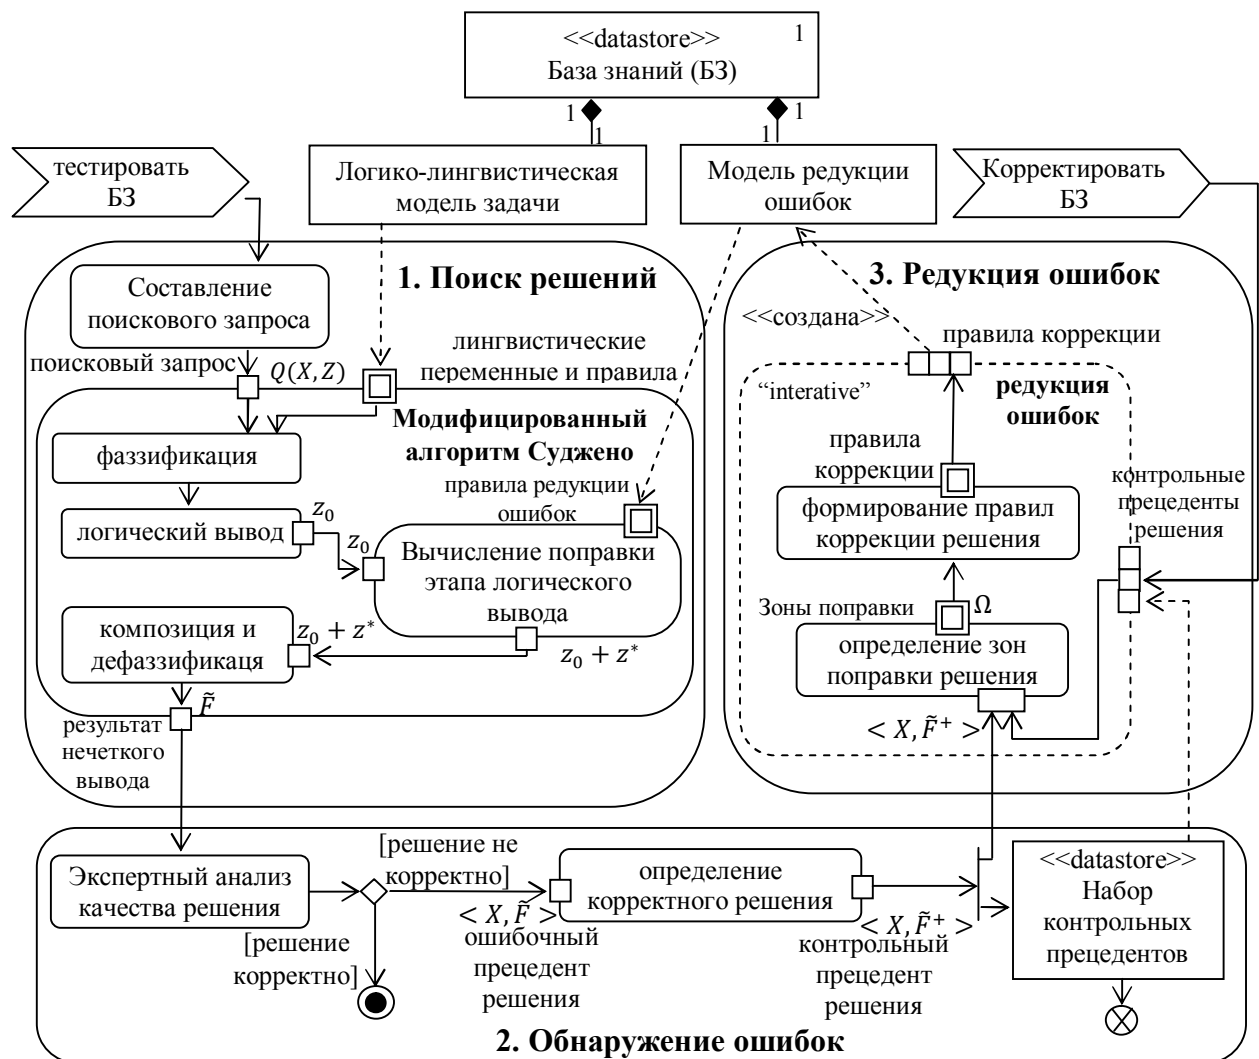 <<datastore>>
1
База знаний (БЗ)
1
1
1
1
тестировать
БЗ
Логико-лингвистическая
модель задачи
Модель редукции
ошибок
Корректировать
БЗ
1. Поиск решений
Составление
поискового запроса
поисковый запрос
Q(X, Z)
лингвистические
переменные и правила
Модифицированный
алгоритм Суджено
фаззификация
правила редукции
ошибок
логический вывод
z₀
z₀
Вычисление поправки
этапа логического
вывода
композиция и
дефаззификаця
z₀ + z*
z₀ + z*
F̃
результат
нечеткого
вывода
3. Редукция ошибок
<<создана>>
правила коррекции
“interative”
редукция
ошибок
правила
коррекции
контрольные
прецеденты
решения
формирование правил
коррекции решения
Зоны поправки
Ω
определение зон
поправки решения
< X, F̃⁺ >
Экспертный анализ
качества решения
[решение не
корректно]
[решение
корректно]
< X, F̃ >
ошибочный
прецедент
решения
определение
корректного решения
< X, F̃⁺ >
контрольный
прецедент
решения
<<datastore>>
Набор
контрольных
прецедентов
2. Обнаружение ошибок